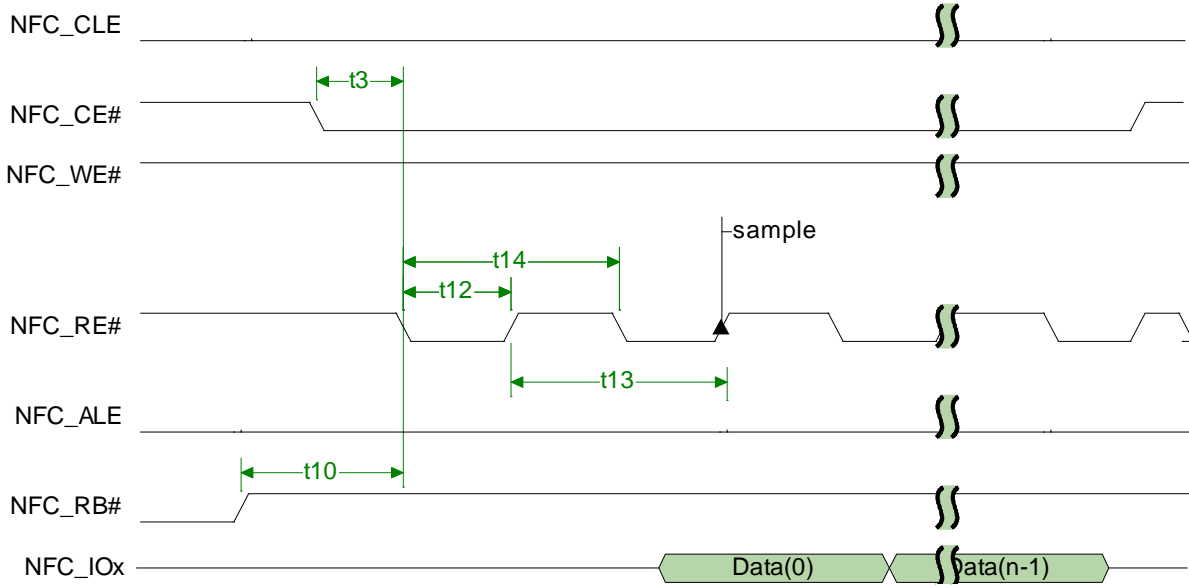 NFC_CLE
t3
NFC_CE#
NFC_WE#
sample
t14
t12
NFC_RE#
t13
NFC_ALE
t10
NFC_RB#
NFC_IOx
Data(0)
Data(n-1)